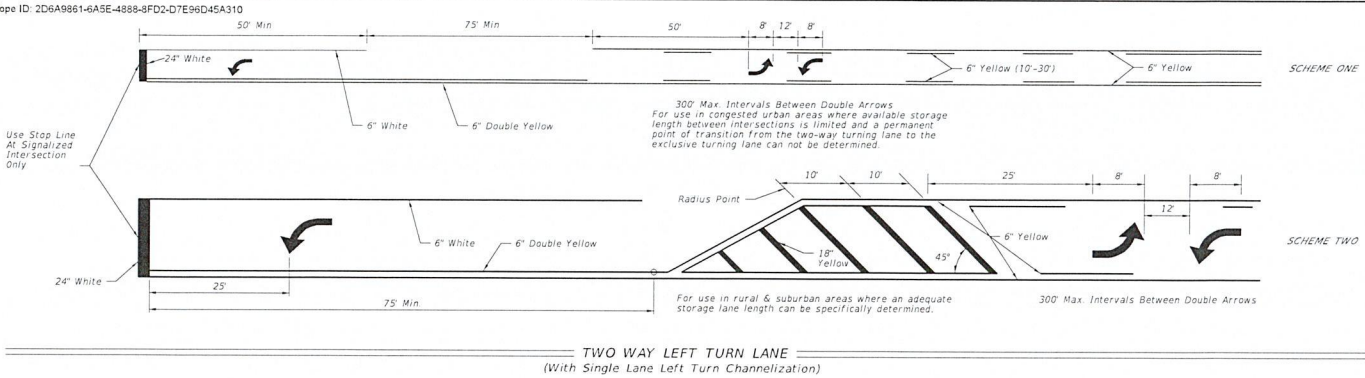 ope ID: 2D6A9861-6A5E-4888-8FD2-D7E96D45A310
50' Min
75' Min
50'
8'
12'
8'
24" White
6" Yellow (10'-30')
6" Yellow
SCHEME ONE
6" White
6" Double Yellow
300' Max. Intervals Between Double Arrows
For use in congested urban areas where available storage
length between intersections is limited and a permanent
point of transition from the two-way turning lane to the
exclusive turning lane can not be determined.
Use Stop Line
At Signalized
Intersection
Only
10'
10'
25'
8'
8'
Radius Point
12'
6" White
6" Double Yellow
18"
Yellow
45°
6" Yellow
SCHEME TWO
24" White
25'
75' Min.
For use in rural & suburban areas where an adequate
storage lane length can be specifically determined.
300' Max. Intervals Between Double Arrows
TWO WAY LEFT TURN LANE
(With Single Lane Left Turn Channelization)